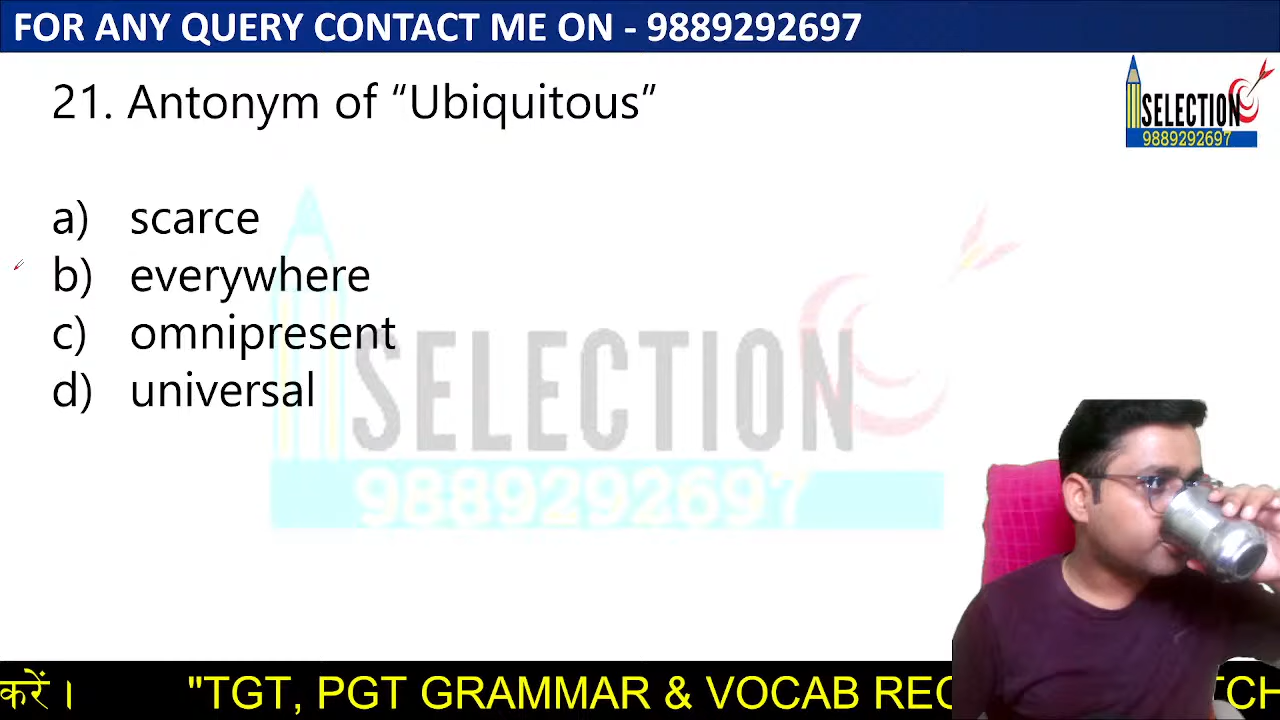 FOR ANY QUERY CONTACT ME ON - 9889292697
SELECTION
9889292697
21. Antonym of “Ubiquitous”
a) scarce
b) everywhere
c) omnipresent
d) universal
SELECTION
9889292697
करें। "TGT, PGT GRAMMAR & VOCAB